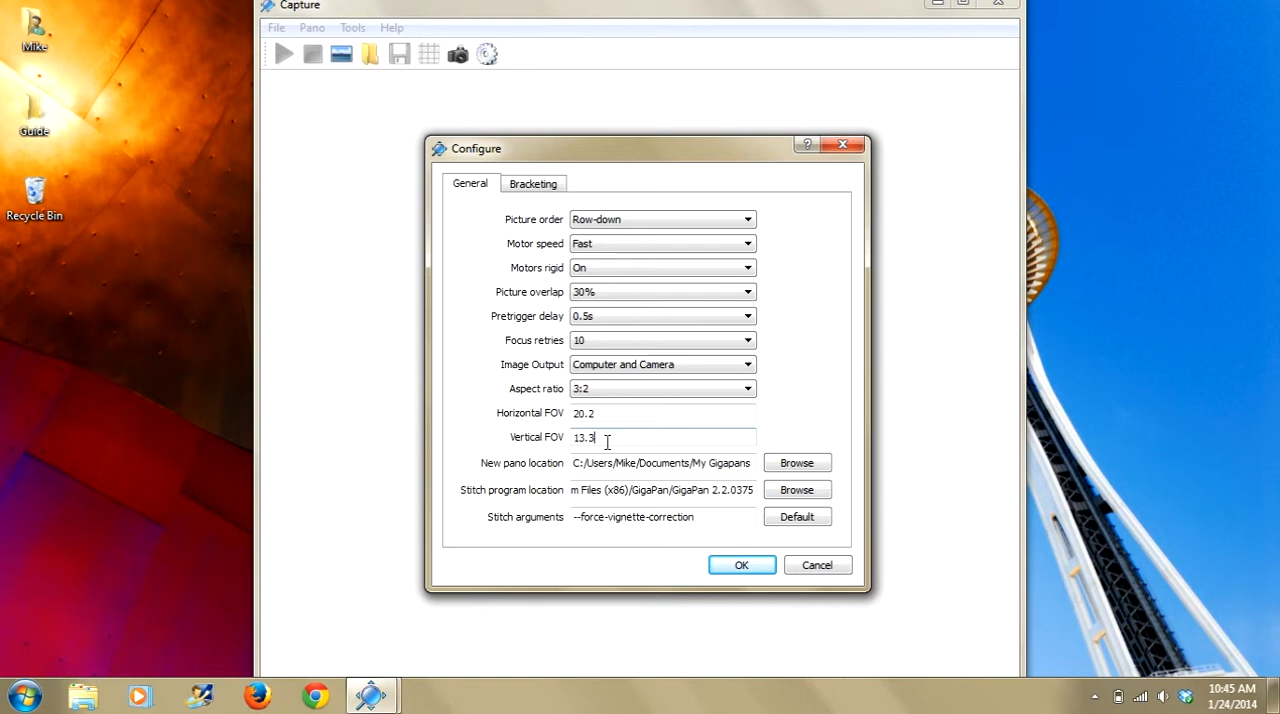 Capture
File Pano Tools Help
Mike
Guide
Recycle Bin
Configure
General Bracketing
Picture order Row-down
Motor speed Fast
Motors rigid On
Picture overlap 30%
Pretrigger delay 0.5s
Focus retries 10
Image Output Computer and Camera
Aspect ratio 3:2
Horizontal FOV 20.2
Vertical FOV 13.3
New pano location C:/Users/Mike/Documents/My Gigapans Browse
Stitch program location m Files (x86)/GigaPan/GigaPan 2.2.0375 Browse
Stitch arguments --force-vignette-correction Default
OK Cancel
10:45 AM
1/24/2014